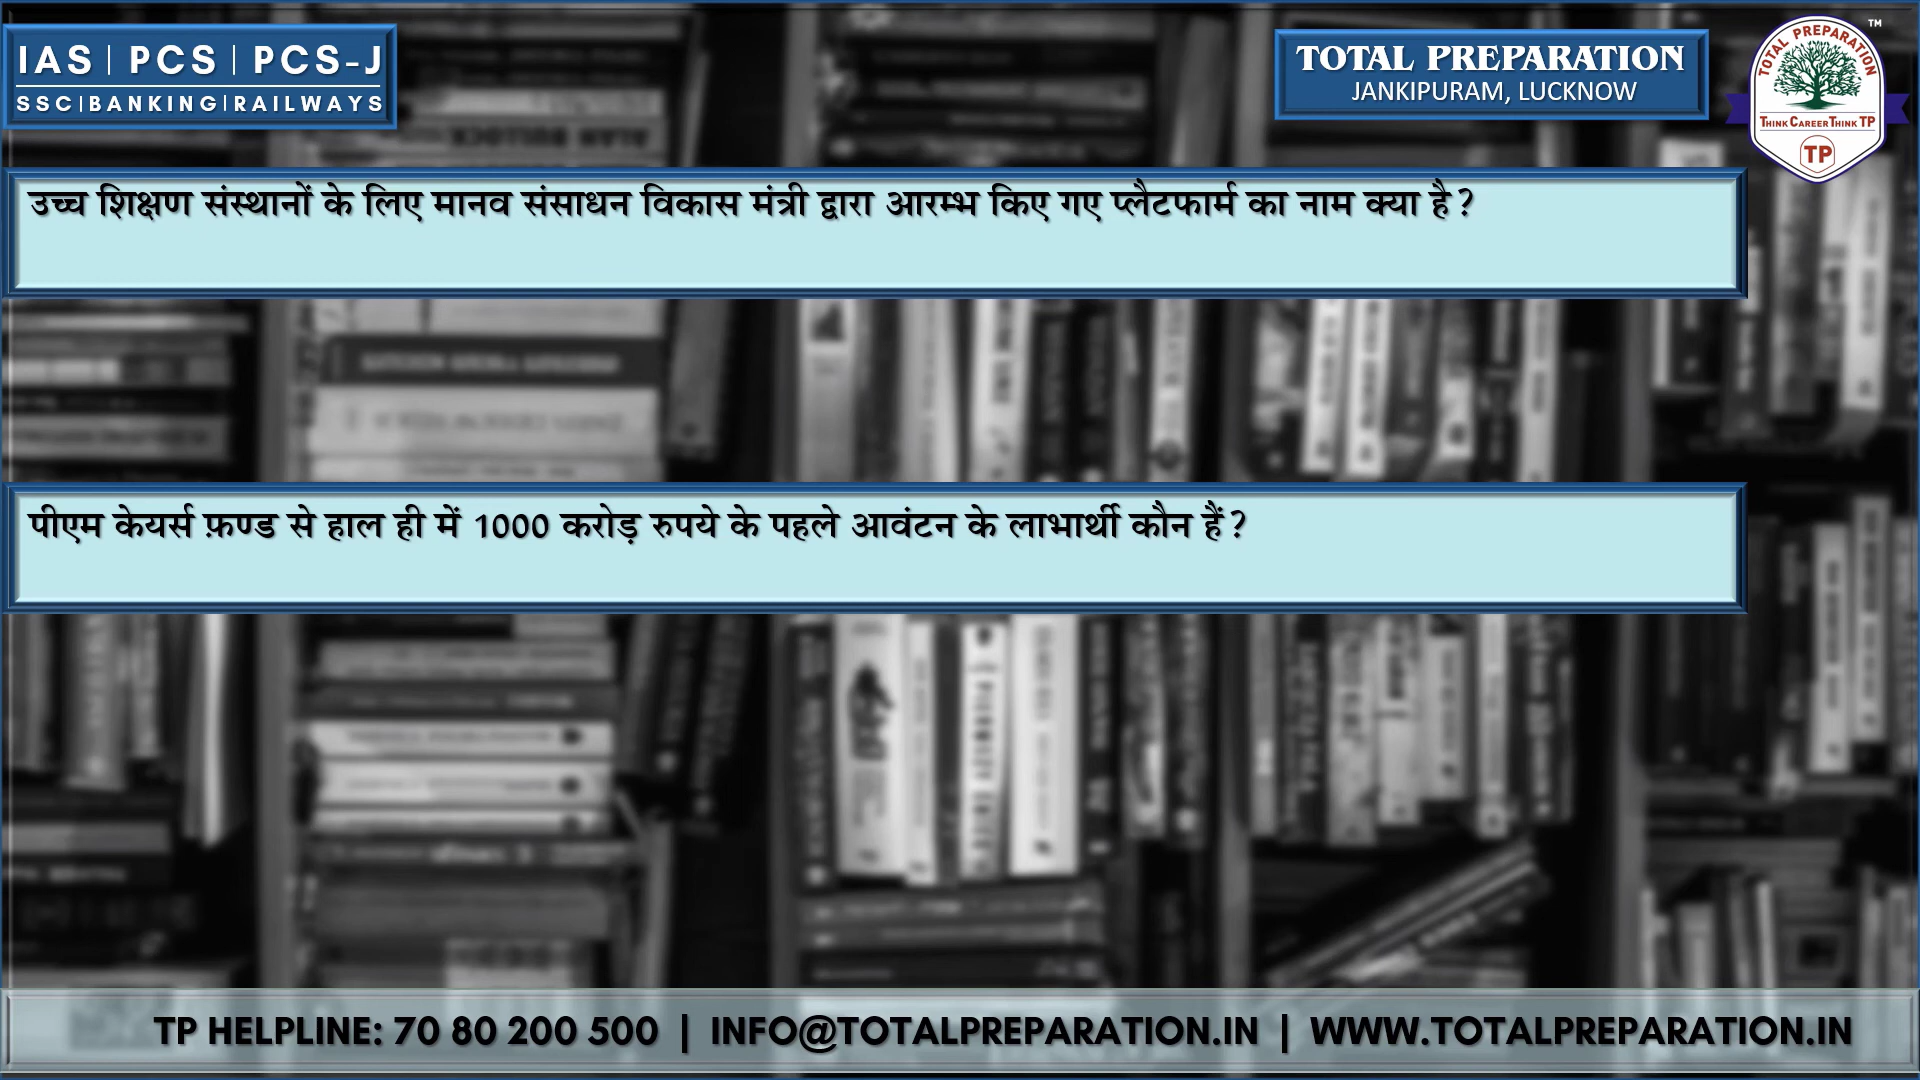 IAS | PCS | PCS-J
SSC|BANKING|RAILWAYS
TOTAL PREPARATION
JANKIPURAM, LUCKNOW
TM
TOTAL PREPARATION
THINK CAREER THINK TP
TP
उच्च शिक्षण संस्थानों के लिए मानव संसाधन विकास मंत्री द्वारा आरम्भ किए गए प्लैटफार्म का नाम क्या है?
पीएम केयर्स फ़ण्ड से हाल ही में 1000 करोड़ रुपये के पहले आवंटन के लाभार्थी कौन हैं?
TP HELPLINE: 70 80 200 500 | INFO@TOTALPREPARATION.IN | WWW.TOTALPREPARATION.IN